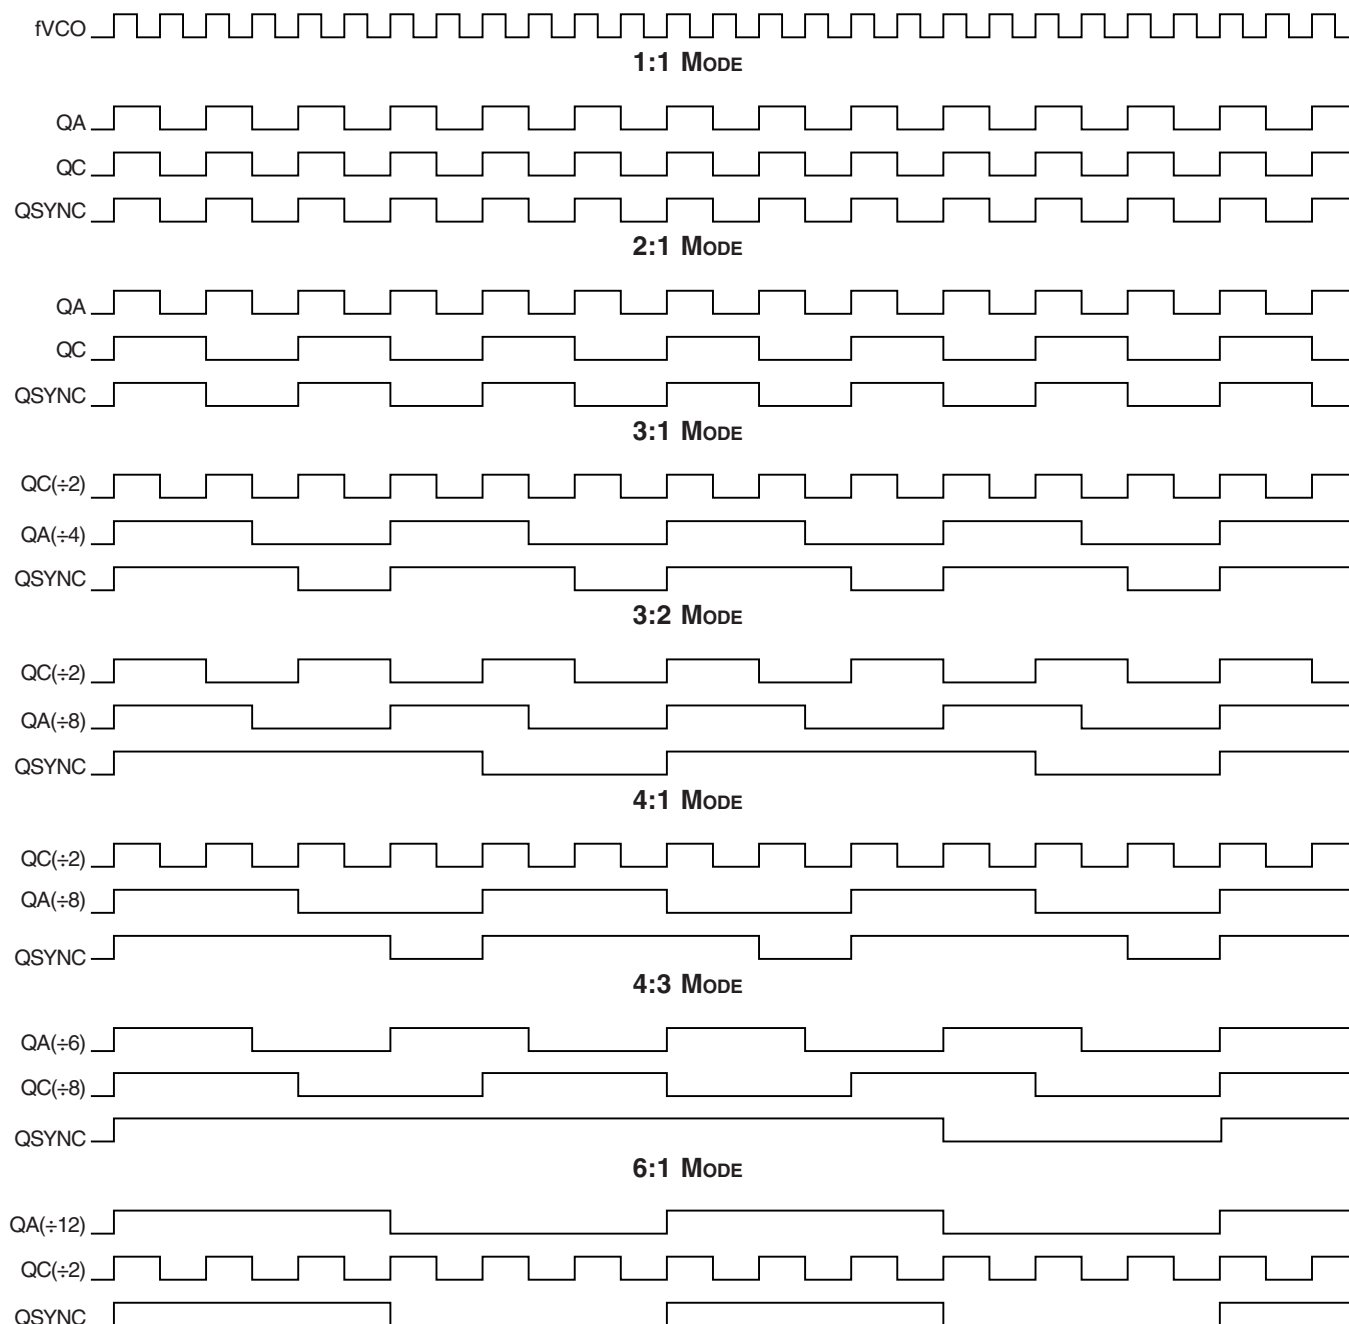 fVCO
1:1 MODE
QA
QC
QSYNC
2:1 MODE
QA
QC
QSYNC
3:1 MODE
QC(÷2)
QA(÷4)
QSYNC
3:2 MODE
QC(÷2)
QA(÷8)
QSYNC
4:1 MODE
QC(÷2)
QA(÷8)
QSYNC
4:3 MODE
QA(÷6)
QC(÷8)
QSYNC
6:1 MODE
QA(÷12)
QC(÷2)
QSYNC